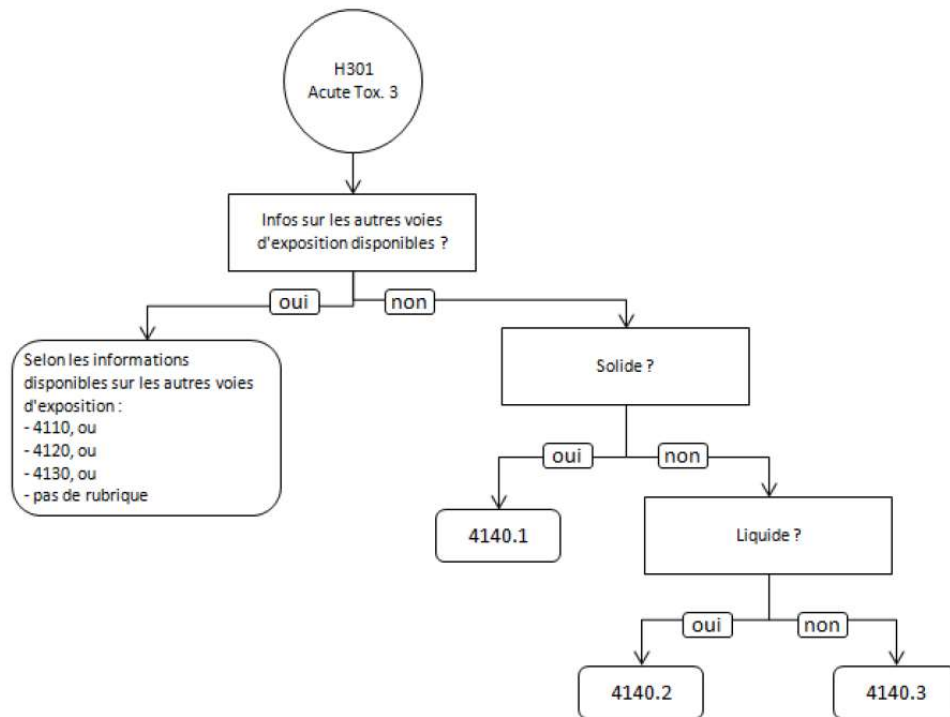 H301
Acute Tox. 3
Infos sur les autres voies
d'exposition disponibles ?
oui
non
Selon les informations
disponibles sur les autres voies
d'exposition :
- 4110, ou
- 4120, ou
- 4130, ou
- pas de rubrique
Solide ?
oui
non
4140.1
Liquide ?
oui
non
4140.2
4140.3